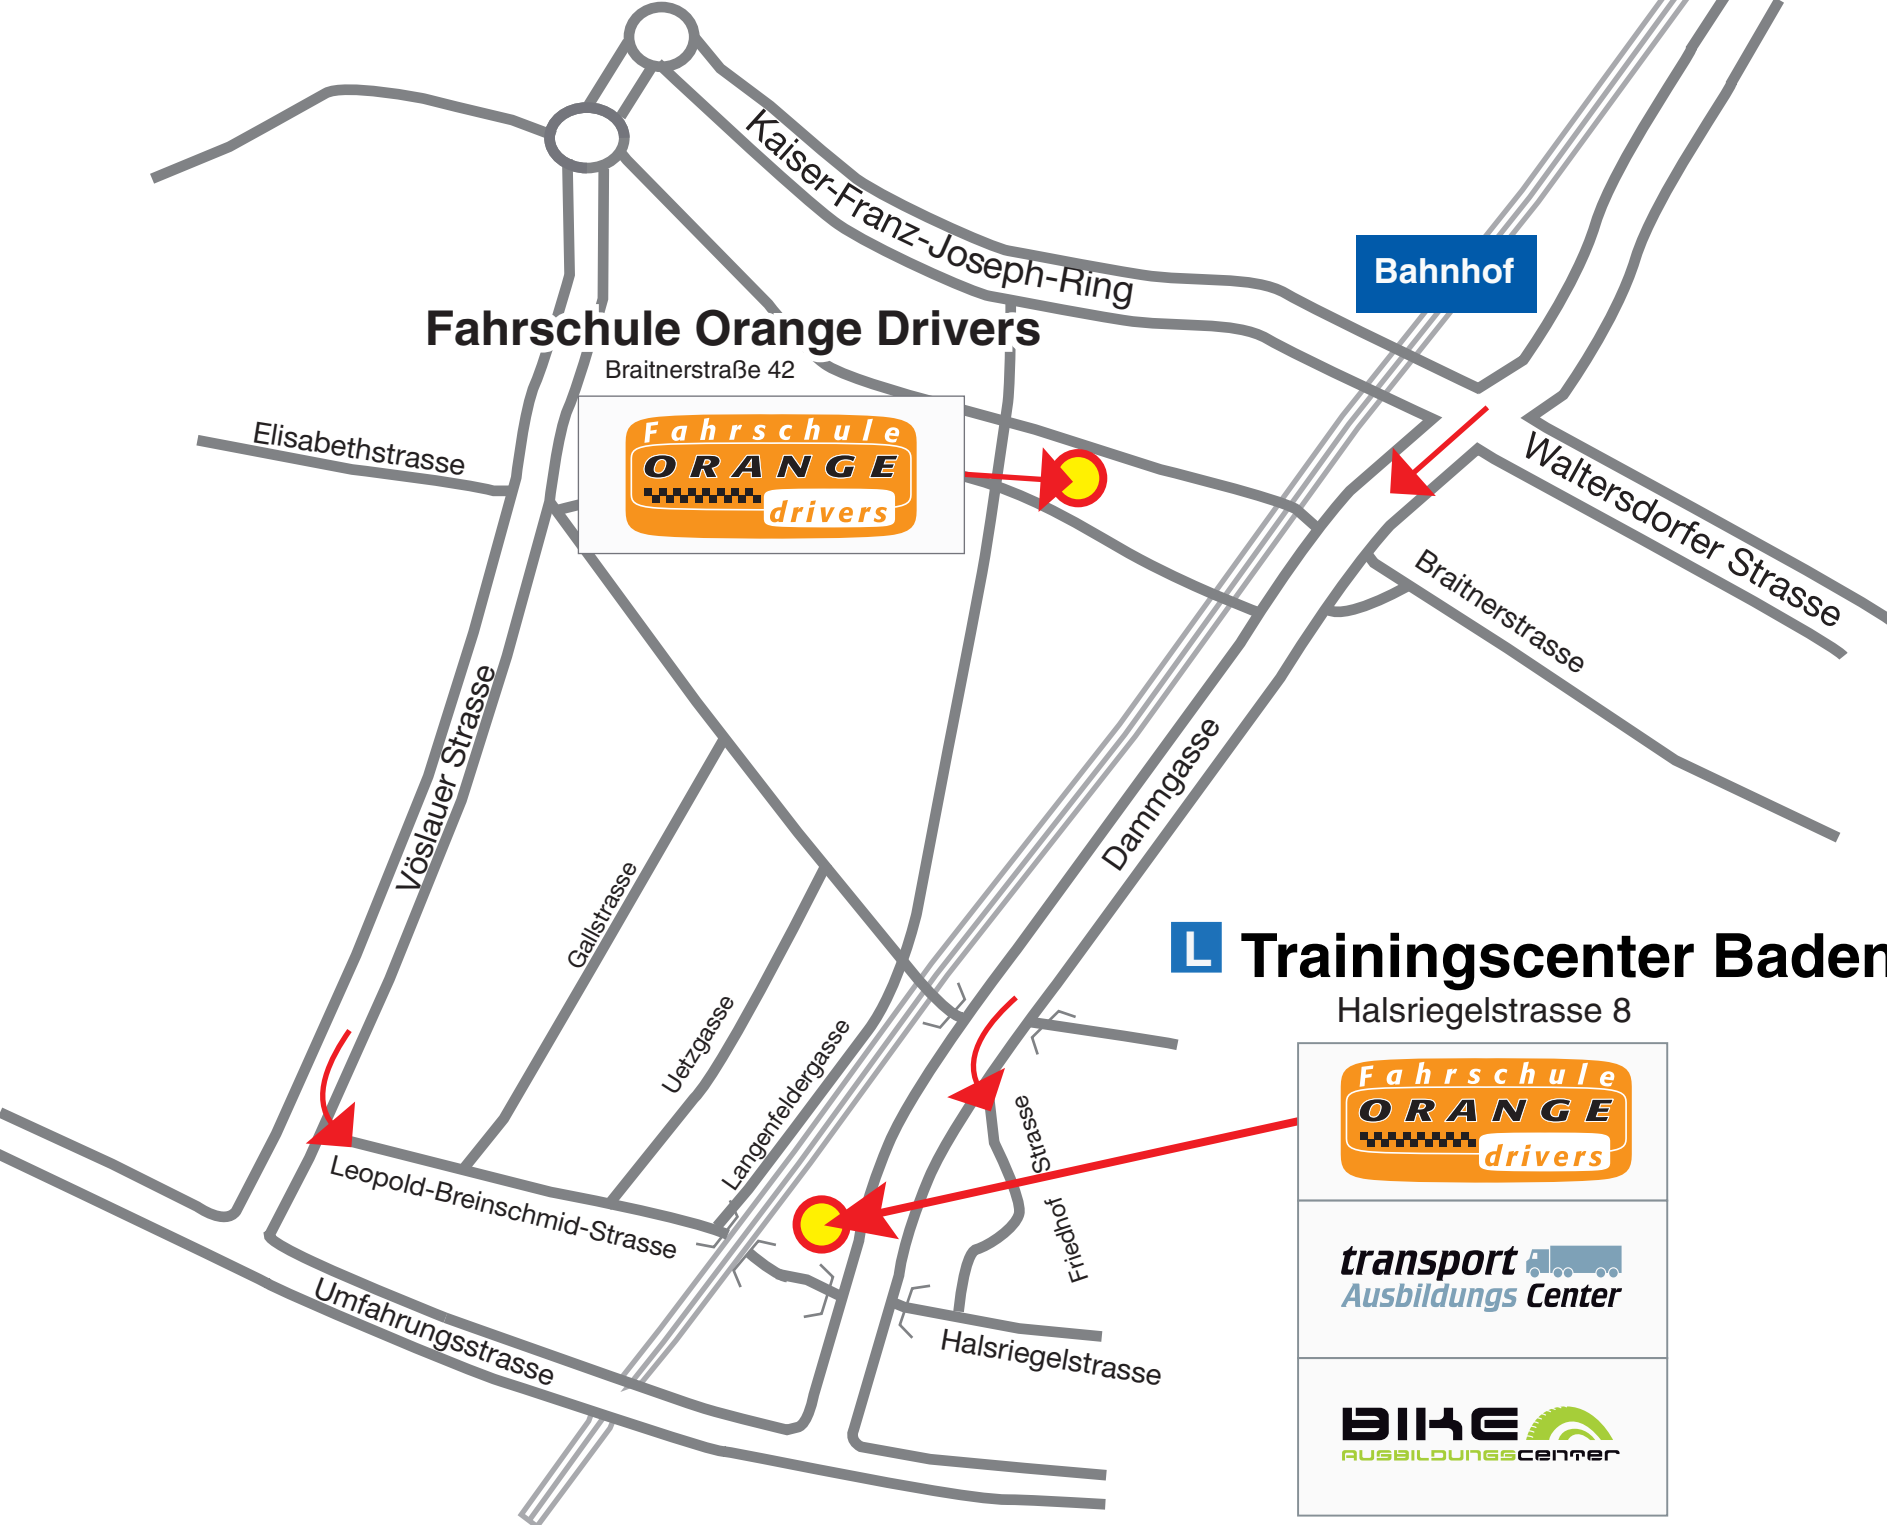 Kaiser-Franz-Joseph-Ring
Bahnhof
Fahrschule Orange Drivers
Braitnerstraße 42
Fahrschule
ORANGE
drivers
Elisabethstrasse
Waltersdorfer Strasse
Braitnerstrasse
Vöslauer Strasse
Dammgasse
Gallstrasse
Uetzgasse
Langenfeldergasse
L Trainingscenter Baden
Halsriegelstrasse 8
Fahrschule
ORANGE
drivers
Friedhof Strasse
Leopold-Breinschmid-Strasse
transport
Ausbildungs Center
Umfahrungsstrasse
Halsriegelstrasse
BIKE
AUSBILDUNGSCENTER